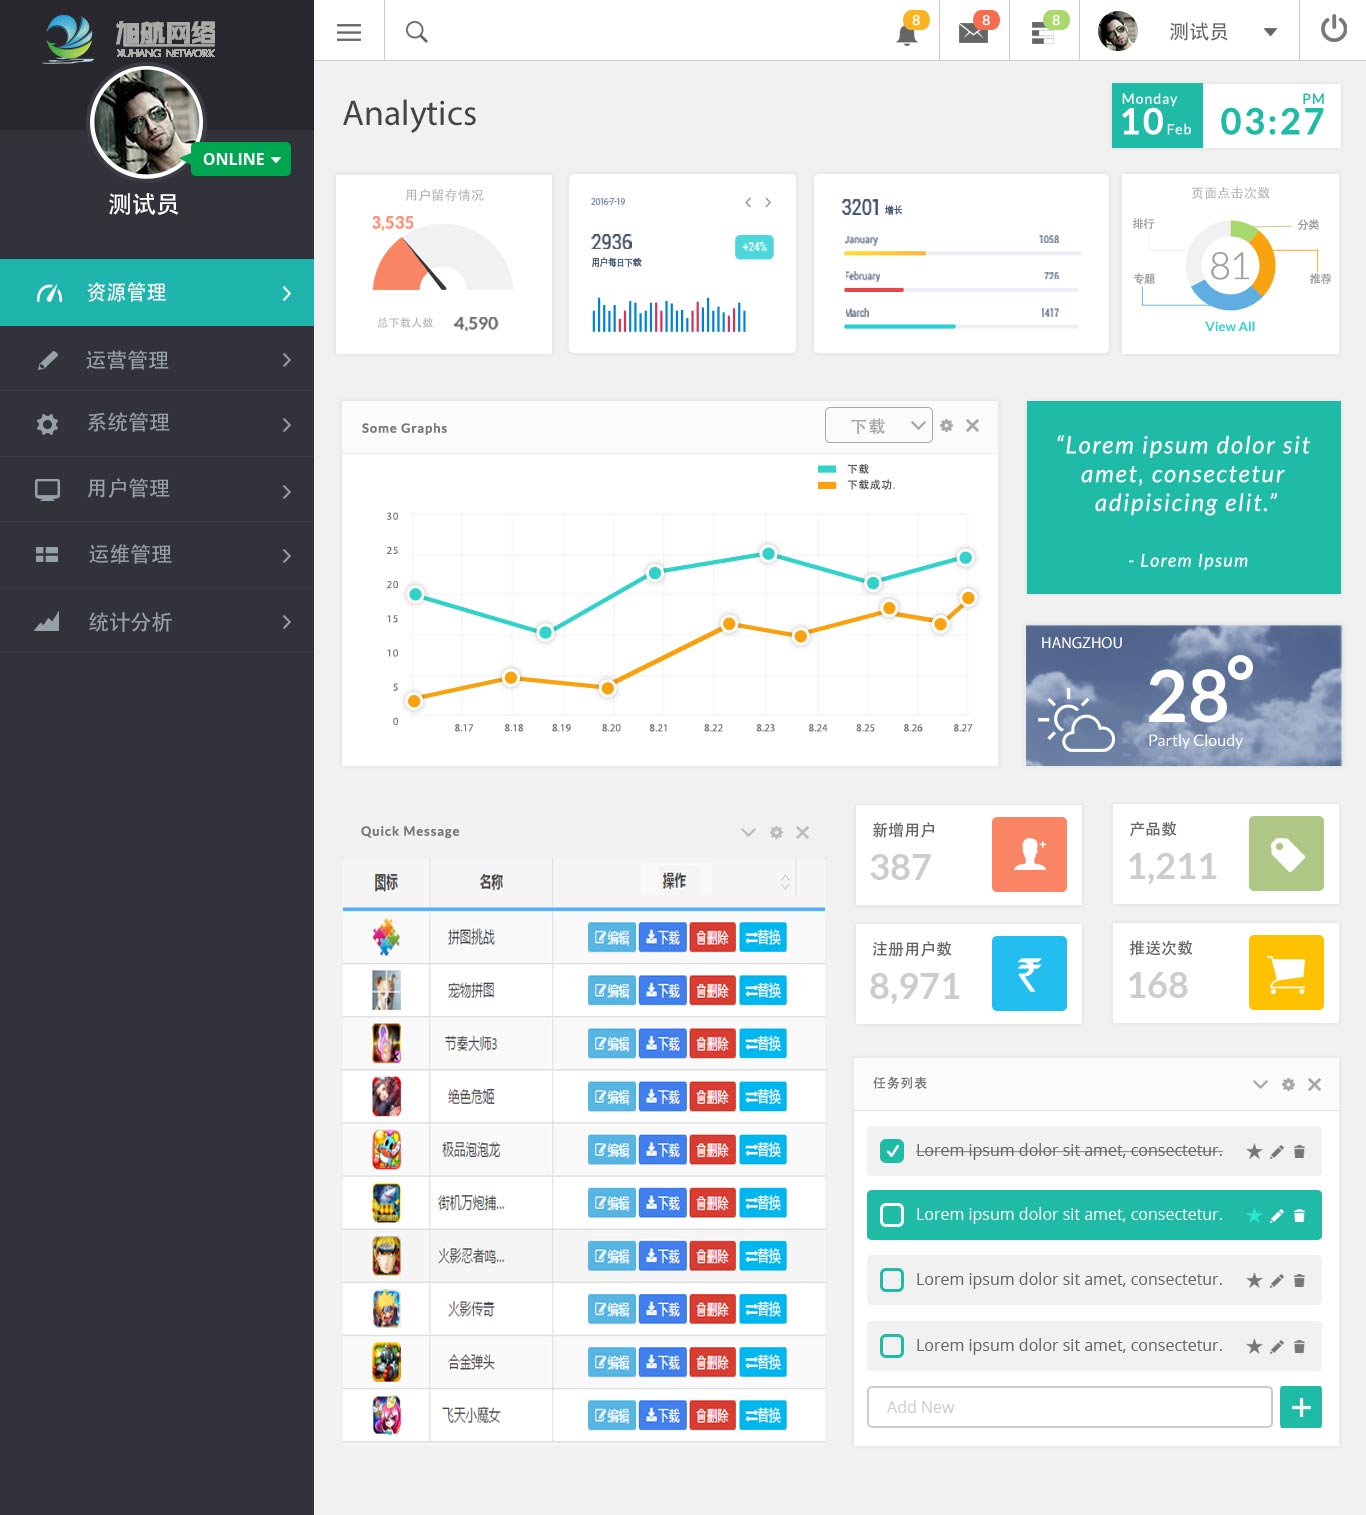 旭航网络
XUHANG NETWORK
ONLINE
测试员
资源管理
运营管理
系统管理
用户管理
运维管理
统计分析
8
8
8
测试员
Analytics
Monday
10 Feb
PM
03:27
用户留存情况
3,535
总下载人数 4,590
2016-7-19
2936
用户每日下载
+24%
3201 增长
January 1058
February 726
March 1417
页面点击次数
排行
分类
专题
推荐
81
View All
Some Graphs
下载
下载
下载成功.
30
25
20
15
10
5
0
8.17 8.18 8.19 8.20 8.21 8.22 8.23 8.24 8.25 8.26 8.27
“Lorem ipsum dolor sit
amet, consectetur
adipisicing elit.”
- Lorem Ipsum
HANGZHOU
28°
Partly Cloudy
Quick Message
图标 名称 操作
拼图挑战 编辑 下载 删除 替换
宠物拼图 编辑 下载 删除 替换
节奏大师3 编辑 下载 删除 替换
绝色危姬 编辑 下载 删除 替换
极品泡泡龙 编辑 下载 删除 替换
街机万炮捕... 编辑 下载 删除 替换
火影忍者鸣... 编辑 下载 删除 替换
火影传奇 编辑 下载 删除 替换
合金弹头 编辑 下载 删除 替换
飞天小魔女 编辑 下载 删除 替换
新增用户
387
产品数
1,211
注册用户数
8,971
推送次数
168
任务列表
Lorem ipsum dolor sit amet, consectetur.
Lorem ipsum dolor sit amet, consectetur.
Lorem ipsum dolor sit amet, consectetur.
Lorem ipsum dolor sit amet, consectetur.
Add New